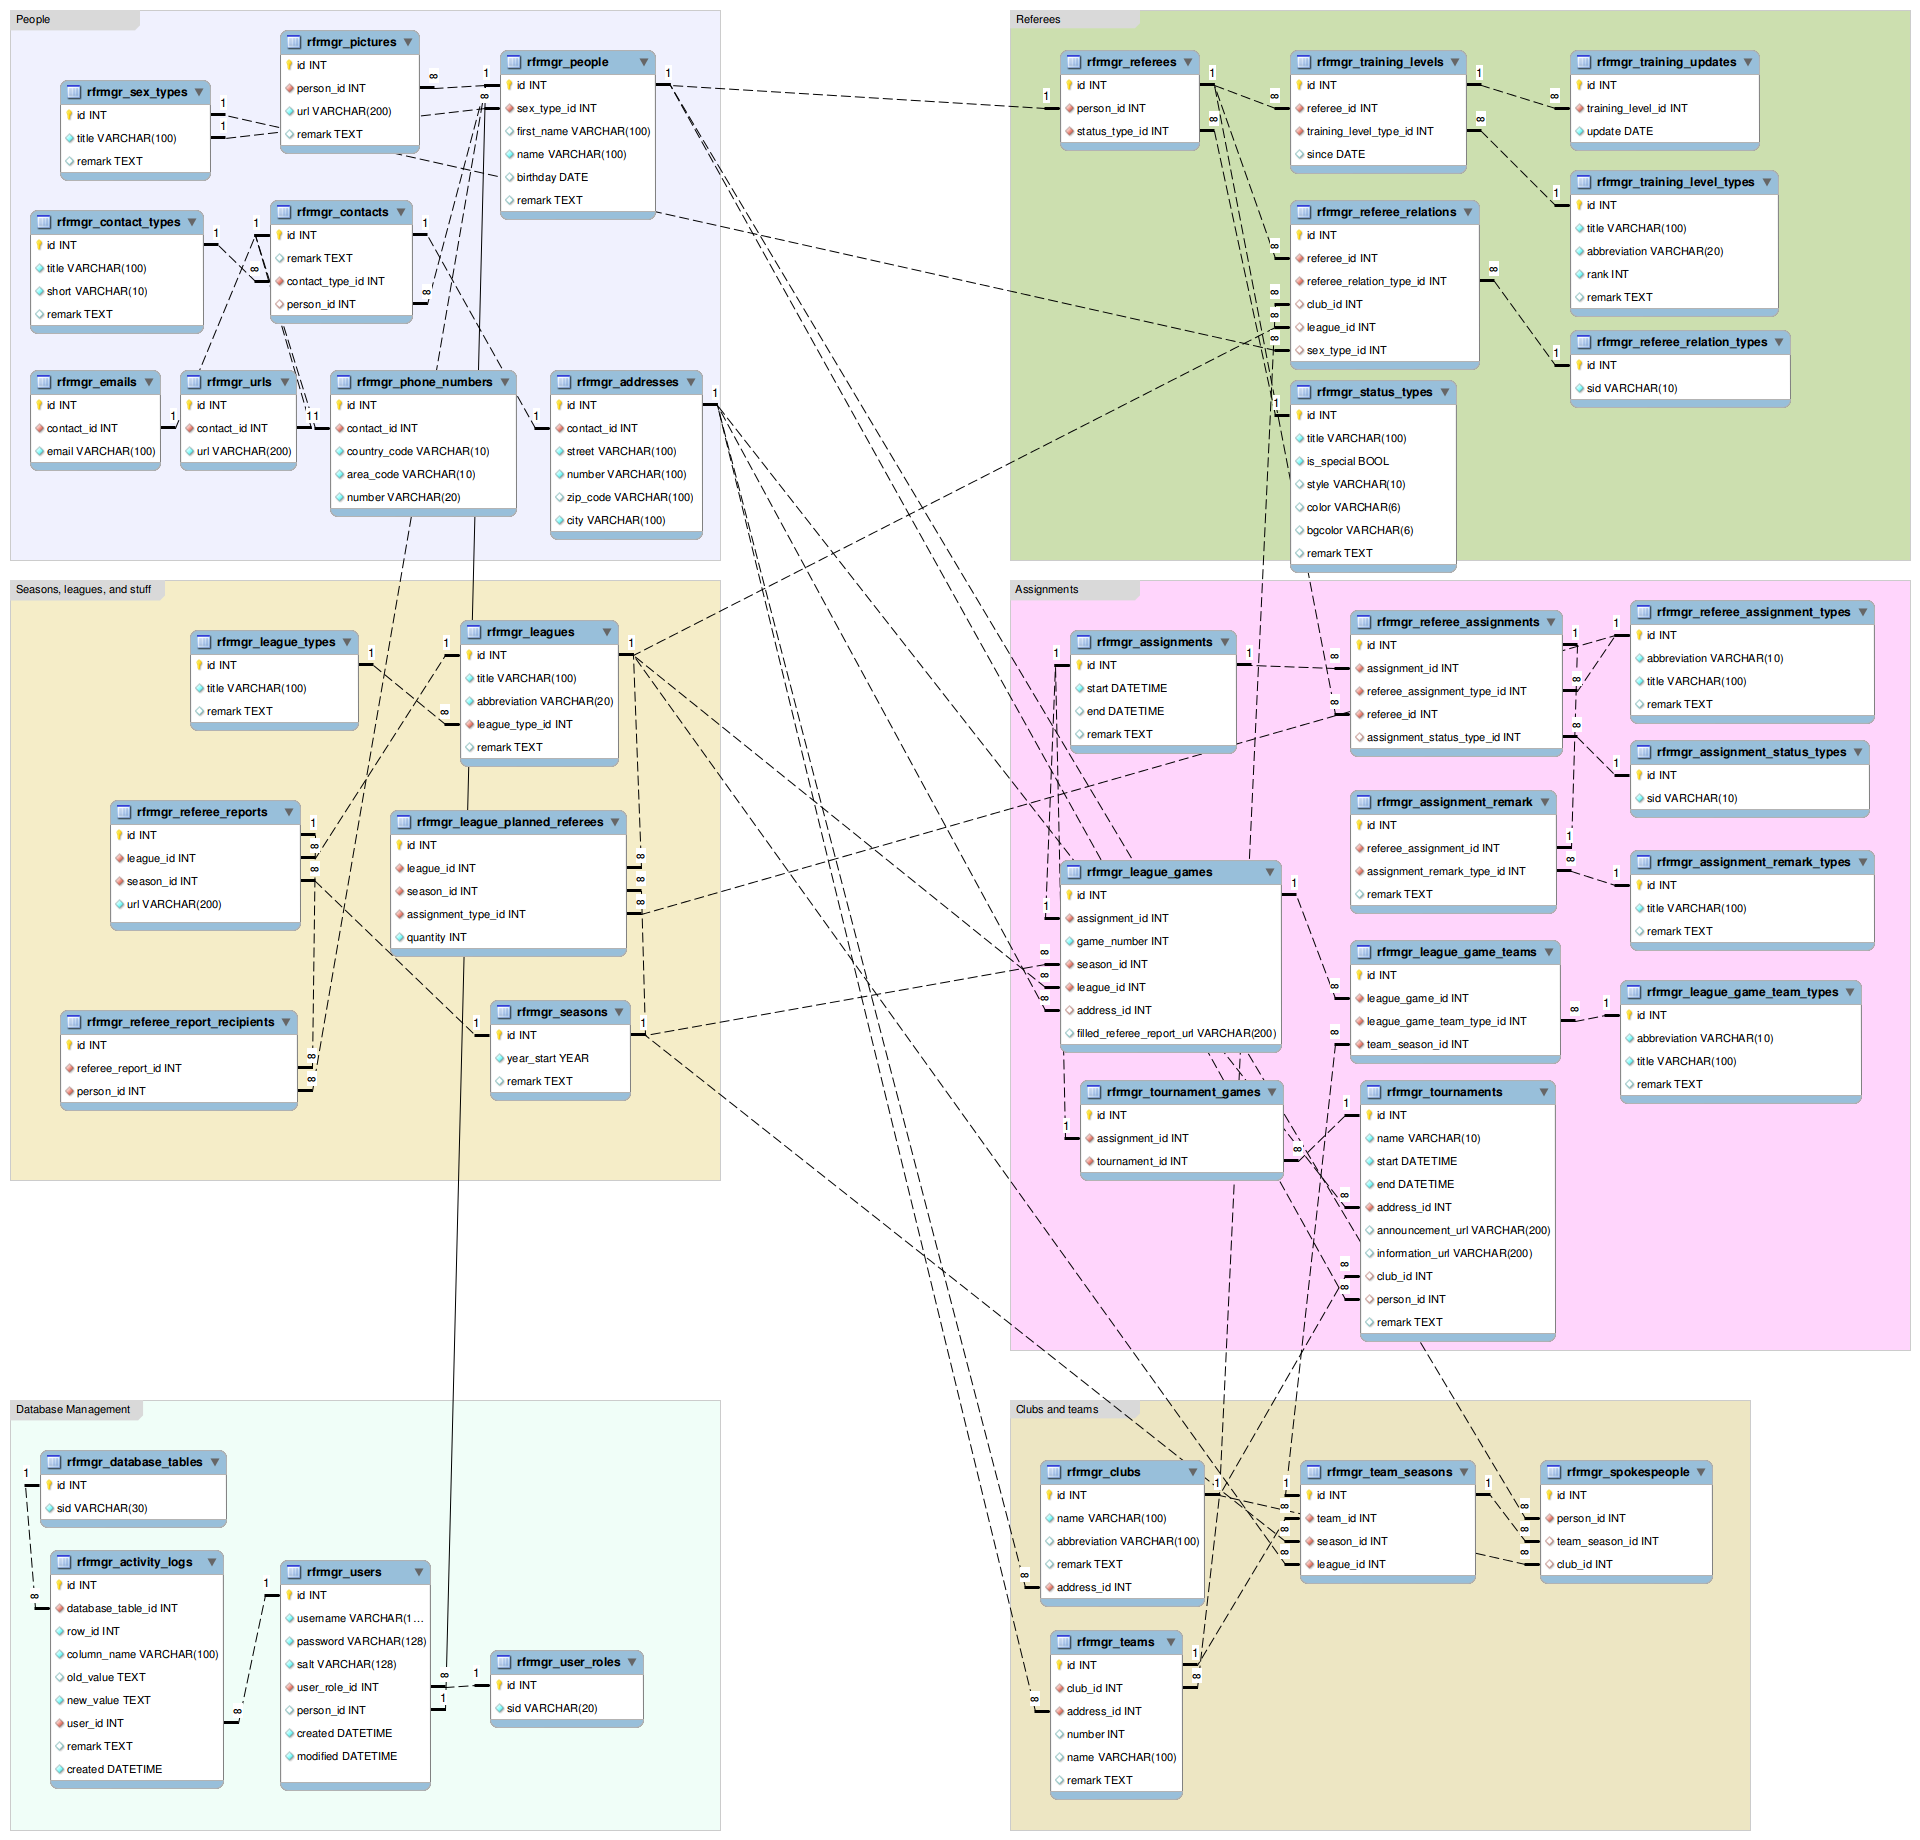 People
rfrmgr_pictures
id INT
person_id INT
url VARCHAR(200)
remark TEXT
rfrmgr_people
id INT
sex_type_id INT
first_name VARCHAR(100)
name VARCHAR(100)
birthday DATE
remark TEXT
rfrmgr_sex_types
id INT
title VARCHAR(100)
remark TEXT
rfrmgr_contact_types
id INT
title VARCHAR(100)
short VARCHAR(10)
remark TEXT
rfrmgr_contacts
id INT
remark TEXT
contact_type_id INT
person_id INT
rfrmgr_emails
id INT
contact_id INT
email VARCHAR(100)
rfrmgr_urls
id INT
contact_id INT
url VARCHAR(200)
rfrmgr_phone_numbers
id INT
contact_id INT
country_code VARCHAR(10)
area_code VARCHAR(10)
number VARCHAR(20)
rfrmgr_addresses
id INT
contact_id INT
street VARCHAR(100)
number VARCHAR(100)
zip_code VARCHAR(100)
city VARCHAR(100)
Referees
rfrmgr_referees
id INT
person_id INT
status_type_id INT
rfrmgr_training_levels
id INT
referee_id INT
training_level_type_id INT
since DATE
rfrmgr_training_updates
id INT
training_level_id INT
update DATE
rfrmgr_training_level_types
id INT
title VARCHAR(100)
abbreviation VARCHAR(20)
rank INT
remark TEXT
rfrmgr_referee_relations
id INT
referee_id INT
referee_relation_type_id INT
club_id INT
league_id INT
sex_type_id INT
rfrmgr_referee_relation_types
id INT
sid VARCHAR(10)
rfrmgr_status_types
id INT
title VARCHAR(100)
is_special BOOL
style VARCHAR(10)
color VARCHAR(6)
bgcolor VARCHAR(6)
remark TEXT
Seasons, leagues, and stuff
rfrmgr_league_types
id INT
title VARCHAR(100)
remark TEXT
rfrmgr_leagues
id INT
title VARCHAR(100)
abbreviation VARCHAR(20)
league_type_id INT
remark TEXT
rfrmgr_referee_reports
id INT
league_id INT
season_id INT
url VARCHAR(200)
rfrmgr_league_planned_referees
id INT
league_id INT
season_id INT
assignment_type_id INT
quantity INT
rfrmgr_referee_report_recipients
id INT
referee_report_id INT
person_id INT
rfrmgr_seasons
id INT
year_start YEAR
remark TEXT
Assignments
rfrmgr_assignments
id INT
start DATETIME
end DATETIME
remark TEXT
rfrmgr_referee_assignments
id INT
assignment_id INT
referee_assignment_type_id INT
referee_id INT
assignment_status_type_id INT
rfrmgr_referee_assignment_types
id INT
abbreviation VARCHAR(10)
title VARCHAR(100)
remark TEXT
rfrmgr_assignment_status_types
id INT
sid VARCHAR(10)
rfrmgr_assignment_remark
id INT
referee_assignment_id INT
assignment_remark_type_id INT
remark TEXT
rfrmgr_assignment_remark_types
id INT
title VARCHAR(100)
remark TEXT
rfrmgr_league_games
id INT
assignment_id INT
game_number INT
season_id INT
league_id INT
address_id INT
filled_referee_report_url VARCHAR(200)
rfrmgr_league_game_teams
id INT
league_game_id INT
league_game_team_type_id INT
team_season_id INT
rfrmgr_league_game_team_types
id INT
abbreviation VARCHAR(10)
title VARCHAR(100)
remark TEXT
rfrmgr_tournament_games
id INT
assignment_id INT
tournament_id INT
rfrmgr_tournaments
id INT
name VARCHAR(10)
start DATETIME
end DATETIME
address_id INT
announcement_url VARCHAR(200)
information_url VARCHAR(200)
club_id INT
person_id INT
remark TEXT
Database Management
rfrmgr_database_tables
id INT
sid VARCHAR(30)
rfrmgr_activity_logs
id INT
database_table_id INT
row_id INT
column_name VARCHAR(100)
old_value TEXT
new_value TEXT
user_id INT
remark TEXT
created DATETIME
rfrmgr_users
id INT
username VARCHAR(1...
password VARCHAR(128)
salt VARCHAR(128)
user_role_id INT
person_id INT
created DATETIME
modified DATETIME
rfrmgr_user_roles
id INT
sid VARCHAR(20)
Clubs and teams
rfrmgr_clubs
id INT
name VARCHAR(100)
abbreviation VARCHAR(100)
remark TEXT
address_id INT
rfrmgr_team_seasons
id INT
team_id INT
season_id INT
league_id INT
rfrmgr_spokespeople
id INT
person_id INT
team_season_id INT
club_id INT
rfrmgr_teams
id INT
club_id INT
address_id INT
number INT
name VARCHAR(100)
remark TEXT